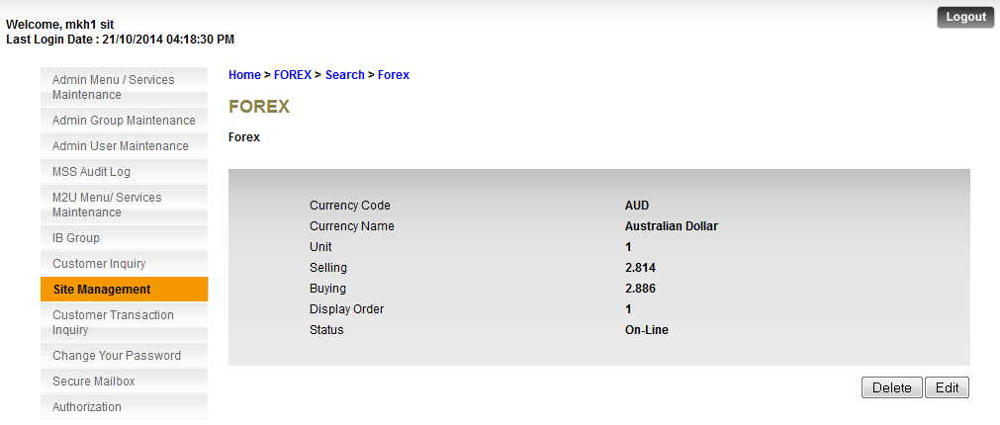 Logout
Welcome, mkh1 sit
Last Login Date : 21/10/2014 04:18:30 PM
Admin Menu / Services
Maintenance
Admin Group Maintenance
Admin User Maintenance
MSS Audit Log
M2U Menu/ Services
Maintenance
IB Group
Customer Inquiry
Site Management
Customer Transaction
Inquiry
Change Your Password
Secure Mailbox
Authorization
Home > FOREX > Search > Forex
FOREX
Forex
Currency Code AUD
Currency Name Australian Dollar
Unit 1
Selling 2.814
Buying 2.886
Display Order 1
Status On-Line
Delete Edit